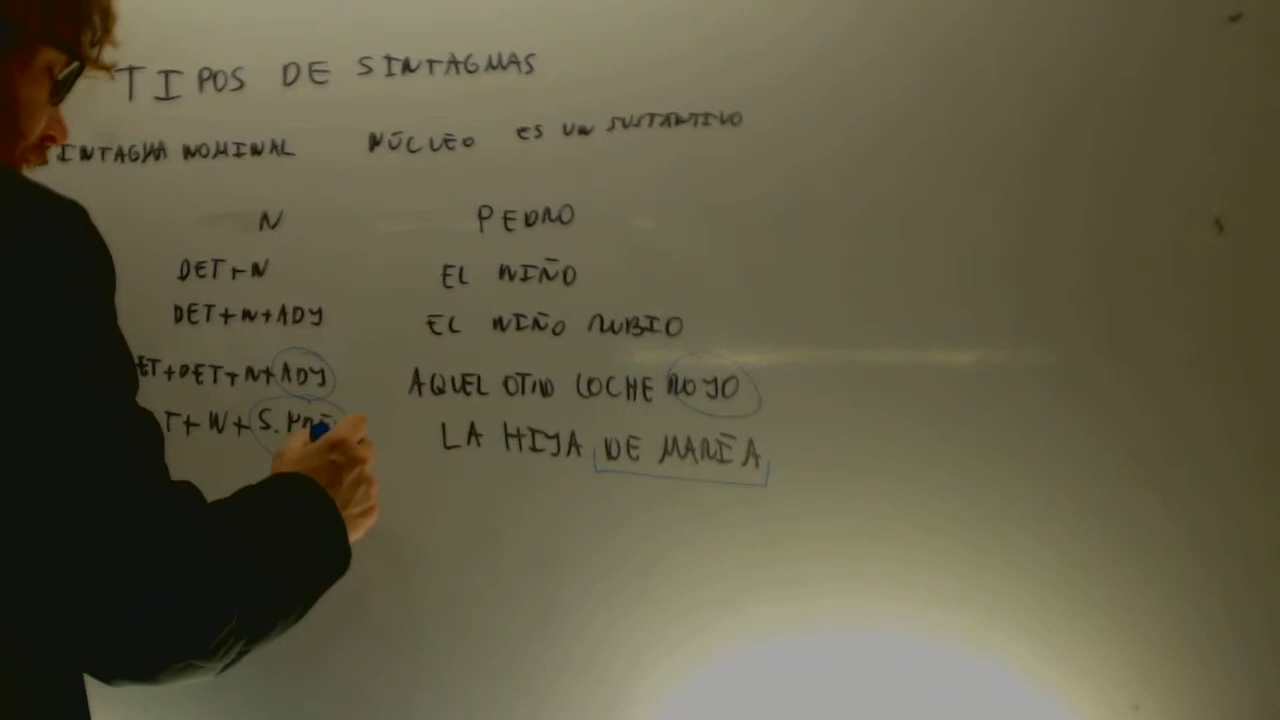 TIPOS DE SINTAGMAS
INTAGMA NOMINAL NÚCLEO ES UN SUSTANTIVO
N PEDRO
DET+N EL NIÑO
DET+N+ADJ EL NIÑO RUBIO
ET+DET+N+ADJ AQUEL OTRO COCHE ROJO
T+N+S. PRE LA HIJA DE MARÍA